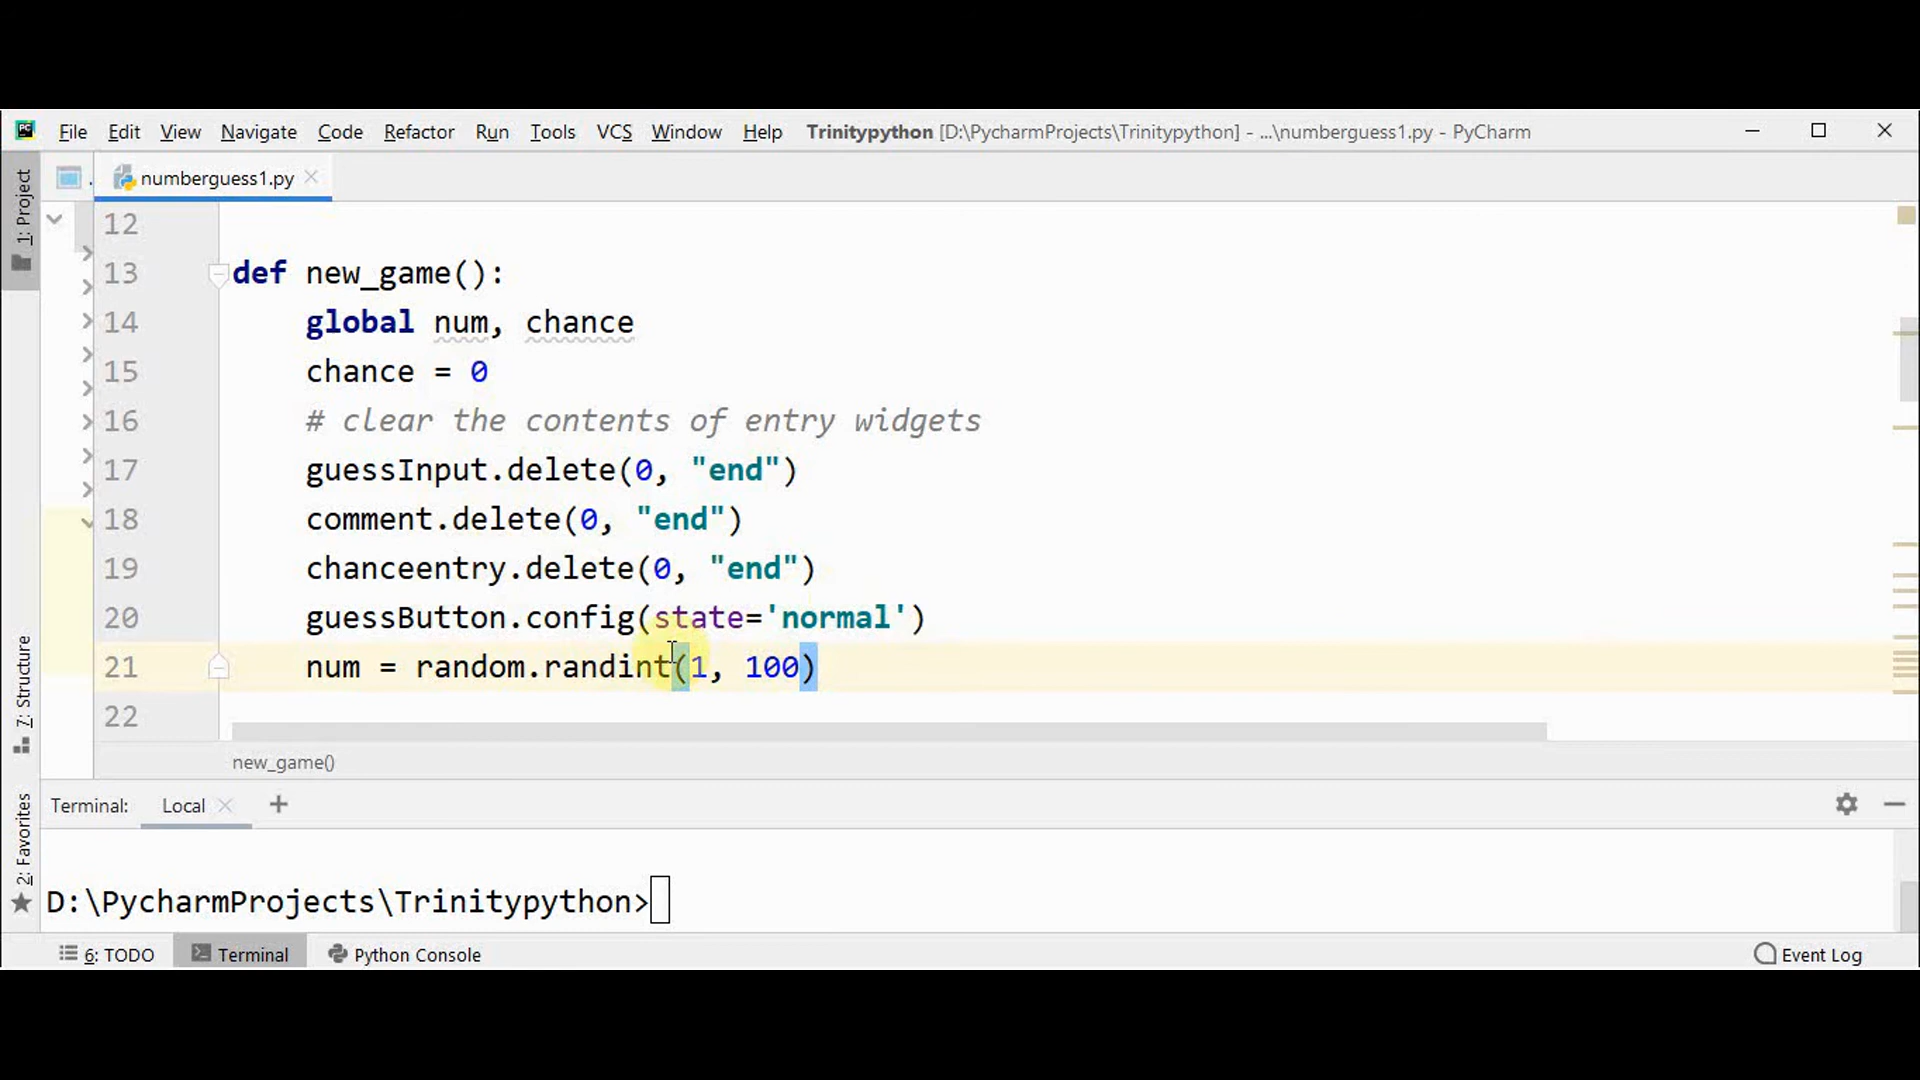 PC File Edit View Navigate Code Refactor Run Tools VCS Window Help Trinitypython [D:\PycharmProjects\Trinitypython] - ...\numberguess1.py - PyCharm
1: Project
. numberguess1.py
12
13 def new_game():
14 global num, chance
15 chance = 0
16 # clear the contents of entry widgets
17 guessInput.delete(0, "end")
18 comment.delete(0, "end")
19 chanceentry.delete(0, "end")
20 guessButton.config(state='normal')
21 num = random.randint(1, 100)
22
7: Structure
new_game()
2: Favorites
Terminal: Local +
D:\PycharmProjects\Trinitypython>
6: TODO Terminal Python Console Event Log